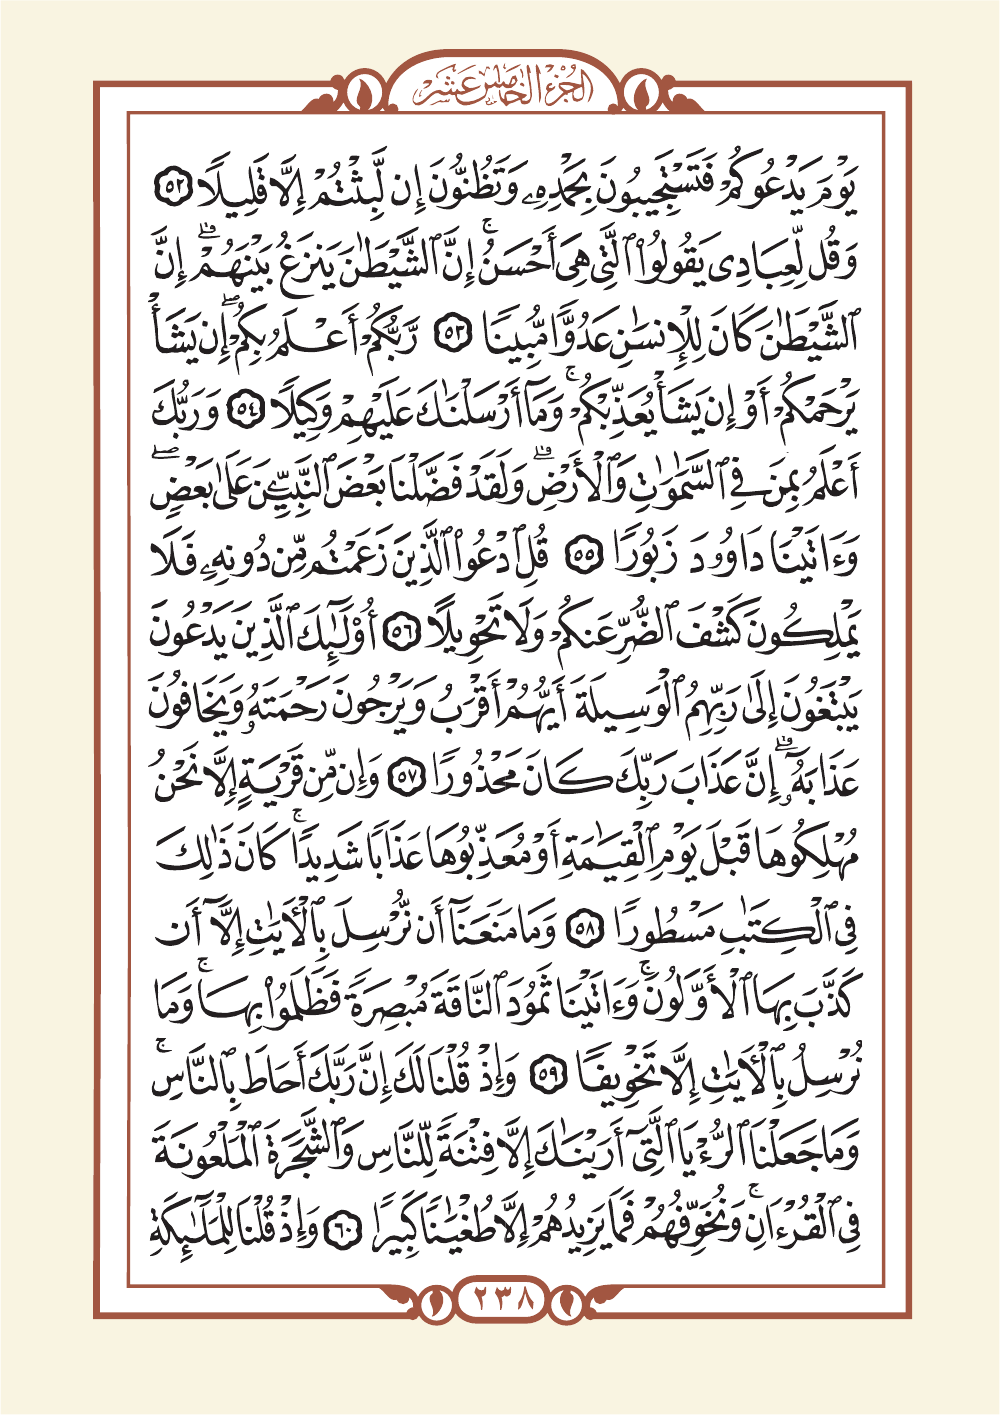 الجزء الخامس عشر
يَوْمَ يَدْعُوكُمْ فَتَسْتَجِيبُونَ بِحَمْدِهِۦ وَتَظُنُّونَ إِن لَّبِثْتُمْ إِلَّا قَلِيلًا ٥٢
وَقُل لِّعِبَادِى يَقُولُوا۟ ٱلَّتِى هِىَ أَحْسَنُ ۚ إِنَّ ٱلشَّيْطَٰنَ يَنزَغُ بَيْنَهُمْ ۗ إِنَّ
ٱلشَّيْطَٰنَ كَانَ لِلْإِنسَٰنِ عَدُوًّا مُّبِينًا ٥٣ رَّبُّكُمْ أَعْلَمُ بِكُمْ ۖ إِن يَشَأْ
يَرْحَمْكُمْ أَوْ إِن يَشَأْ يُعَذِّبْكُمْ ۚ وَمَآ أَرْسَلْنَٰكَ عَلَيْهِمْ وَكِيلًا ٥٤ وَرَبُّكَ
أَعْلَمُ بِمَن فِى ٱلسَّمَٰوَٰتِ وَٱلْأَرْضِ ۗ وَلَقَدْ فَضَّلْنَا بَعْضَ ٱلنَّبِيِّـۧنَ عَلَىٰ بَعْضٍ ۖ
وَءَاتَيْنَا دَاوُۥدَ زَبُورًا ٥٥ قُلِ ٱدْعُوا۟ ٱلَّذِينَ زَعَمْتُم مِّن دُونِهِۦ فَلَا
يَمْلِكُونَ كَشْفَ ٱلضُّرِّ عَنكُمْ وَلَا تَحْوِيلًا ٥٦ أُو۟لَٰٓئِكَ ٱلَّذِينَ يَدْعُونَ
يَبْتَغُونَ إِلَىٰ رَبِّهِمُ ٱلْوَسِيلَةَ أَيُّهُمْ أَقْرَبُ وَيَرْجُونَ رَحْمَتَهُۥ وَيَخَافُونَ
عَذَابَهُۥٓ ۗ إِنَّ عَذَابَ رَبِّكَ كَانَ مَحْذُورًا ٥٧ وَإِن مِّن قَرْيَةٍ إِلَّا نَحْنُ
مُهْلِكُوهَا قَبْلَ يَوْمِ ٱلْقِيَٰمَةِ أَوْ مُعَذِّبُوهَا عَذَابًا شَدِيدًا ۚ كَانَ ذَٰلِكَ
فِى ٱلْكِتَٰبِ مَسْطُورًا ٥٨ وَمَا مَنَعَنَآ أَن نُّرْسِلَ بِٱلْـَٔايَٰتِ إِلَّآ أَن
كَذَّبَ بِهَا ٱلْأَوَّلُونَ ۚ وَءَاتَيْنَا ثَمُودَ ٱلنَّاقَةَ مُبْصِرَةً فَظَلَمُوا۟ بِهَا ۚ وَمَا
نُرْسِلُ بِٱلْـَٔايَٰتِ إِلَّا تَخْوِيفًا ٥٩ وَإِذْ قُلْنَا لَكَ إِنَّ رَبَّكَ أَحَاطَ بِٱلنَّاسِ ۚ
وَمَا جَعَلْنَا ٱلرُّءْيَا ٱلَّتِىٓ أَرَيْنَٰكَ إِلَّا فِتْنَةً لِّلنَّاسِ وَٱلشَّجَرَةَ ٱلْمَلْعُونَةَ
فِى ٱلْقُرْءَانِ ۚ وَنُخَوِّفُهُمْ فَمَا يَزِيدُهُمْ إِلَّا طُغْيَٰنًا كَبِيرًا ٦٠ وَإِذْ قُلْنَا لِلْمَلَٰٓئِكَةِ
٢٣٨